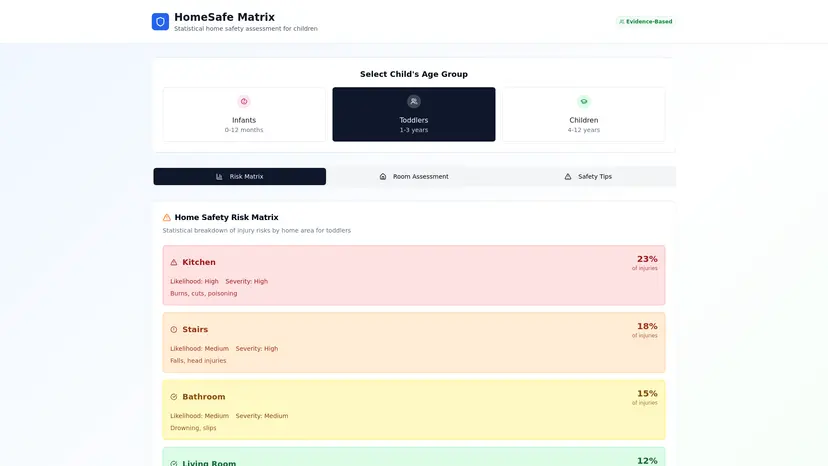 HomeSafe Matrix
Statistical home safety assessment for children
Evidence-Based
Select Child's Age Group
Infants
0-12 months
Toddlers
1-3 years
Children
4-12 years
Risk Matrix
Room Assessment
Safety Tips
Home Safety Risk Matrix
Statistical breakdown of injury risks by home area for toddlers
Kitchen
23%
of injuries
Likelihood: High Severity: High
Burns, cuts, poisoning
Stairs
18%
of injuries
Likelihood: Medium Severity: High
Falls, head injuries
Bathroom
15%
of injuries
Likelihood: Medium Severity: Medium
Drowning, slips
Living Room
12%